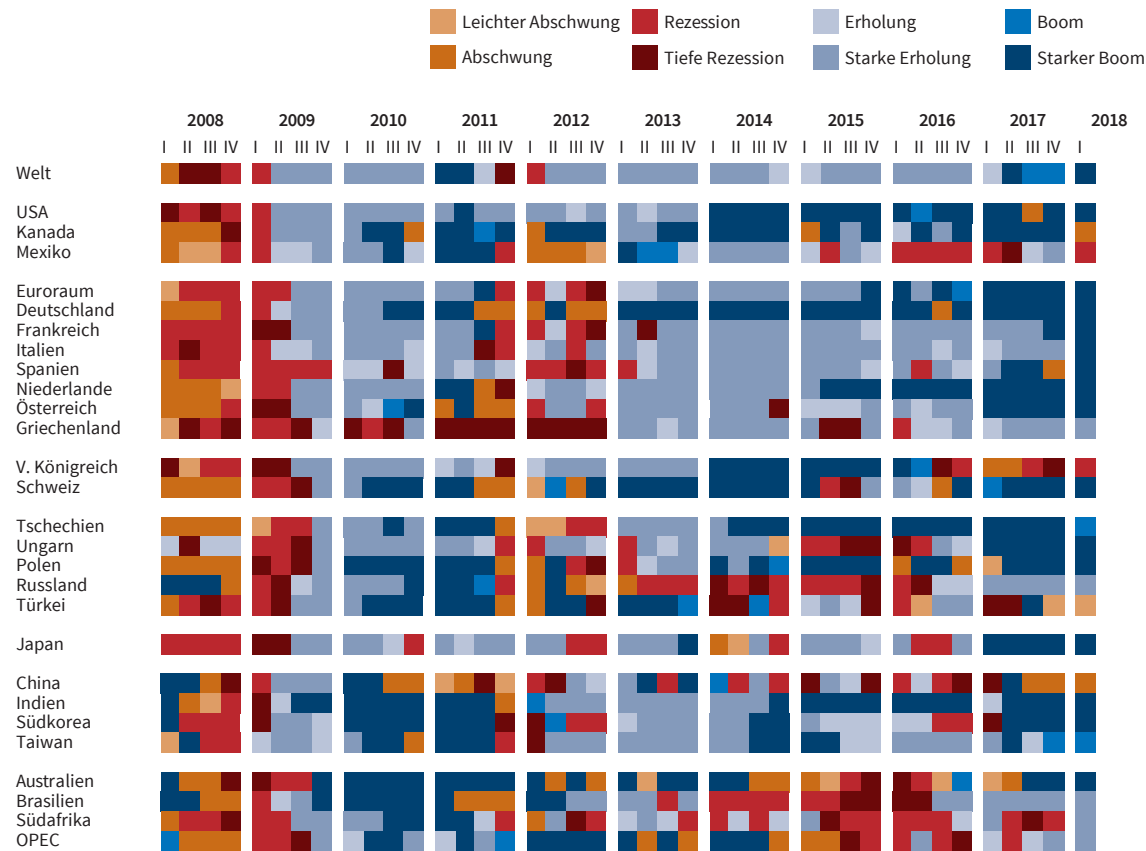 Leichter Abschwung Rezession Erholung Boom
Abschwung Tiefe Rezession Starke Erholung Starker Boom
2008 2009 2010 2011 2012 2013 2014 2015 2016 2017 2018
I II III IV I II III IV I II III IV I II III IV I II III IV I II III IV I II III IV I II III IV I II III IV I II III IV I
Welt
USA
Kanada
Mexiko
Euroraum
Deutschland
Frankreich
Italien
Spanien
Niederlande
Österreich
Griechenland
V. Königreich
Schweiz
Tschechien
Ungarn
Polen
Russland
Türkei
Japan
China
Indien
Südkorea
Taiwan
Australien
Brasilien
Südafrika
OPEC